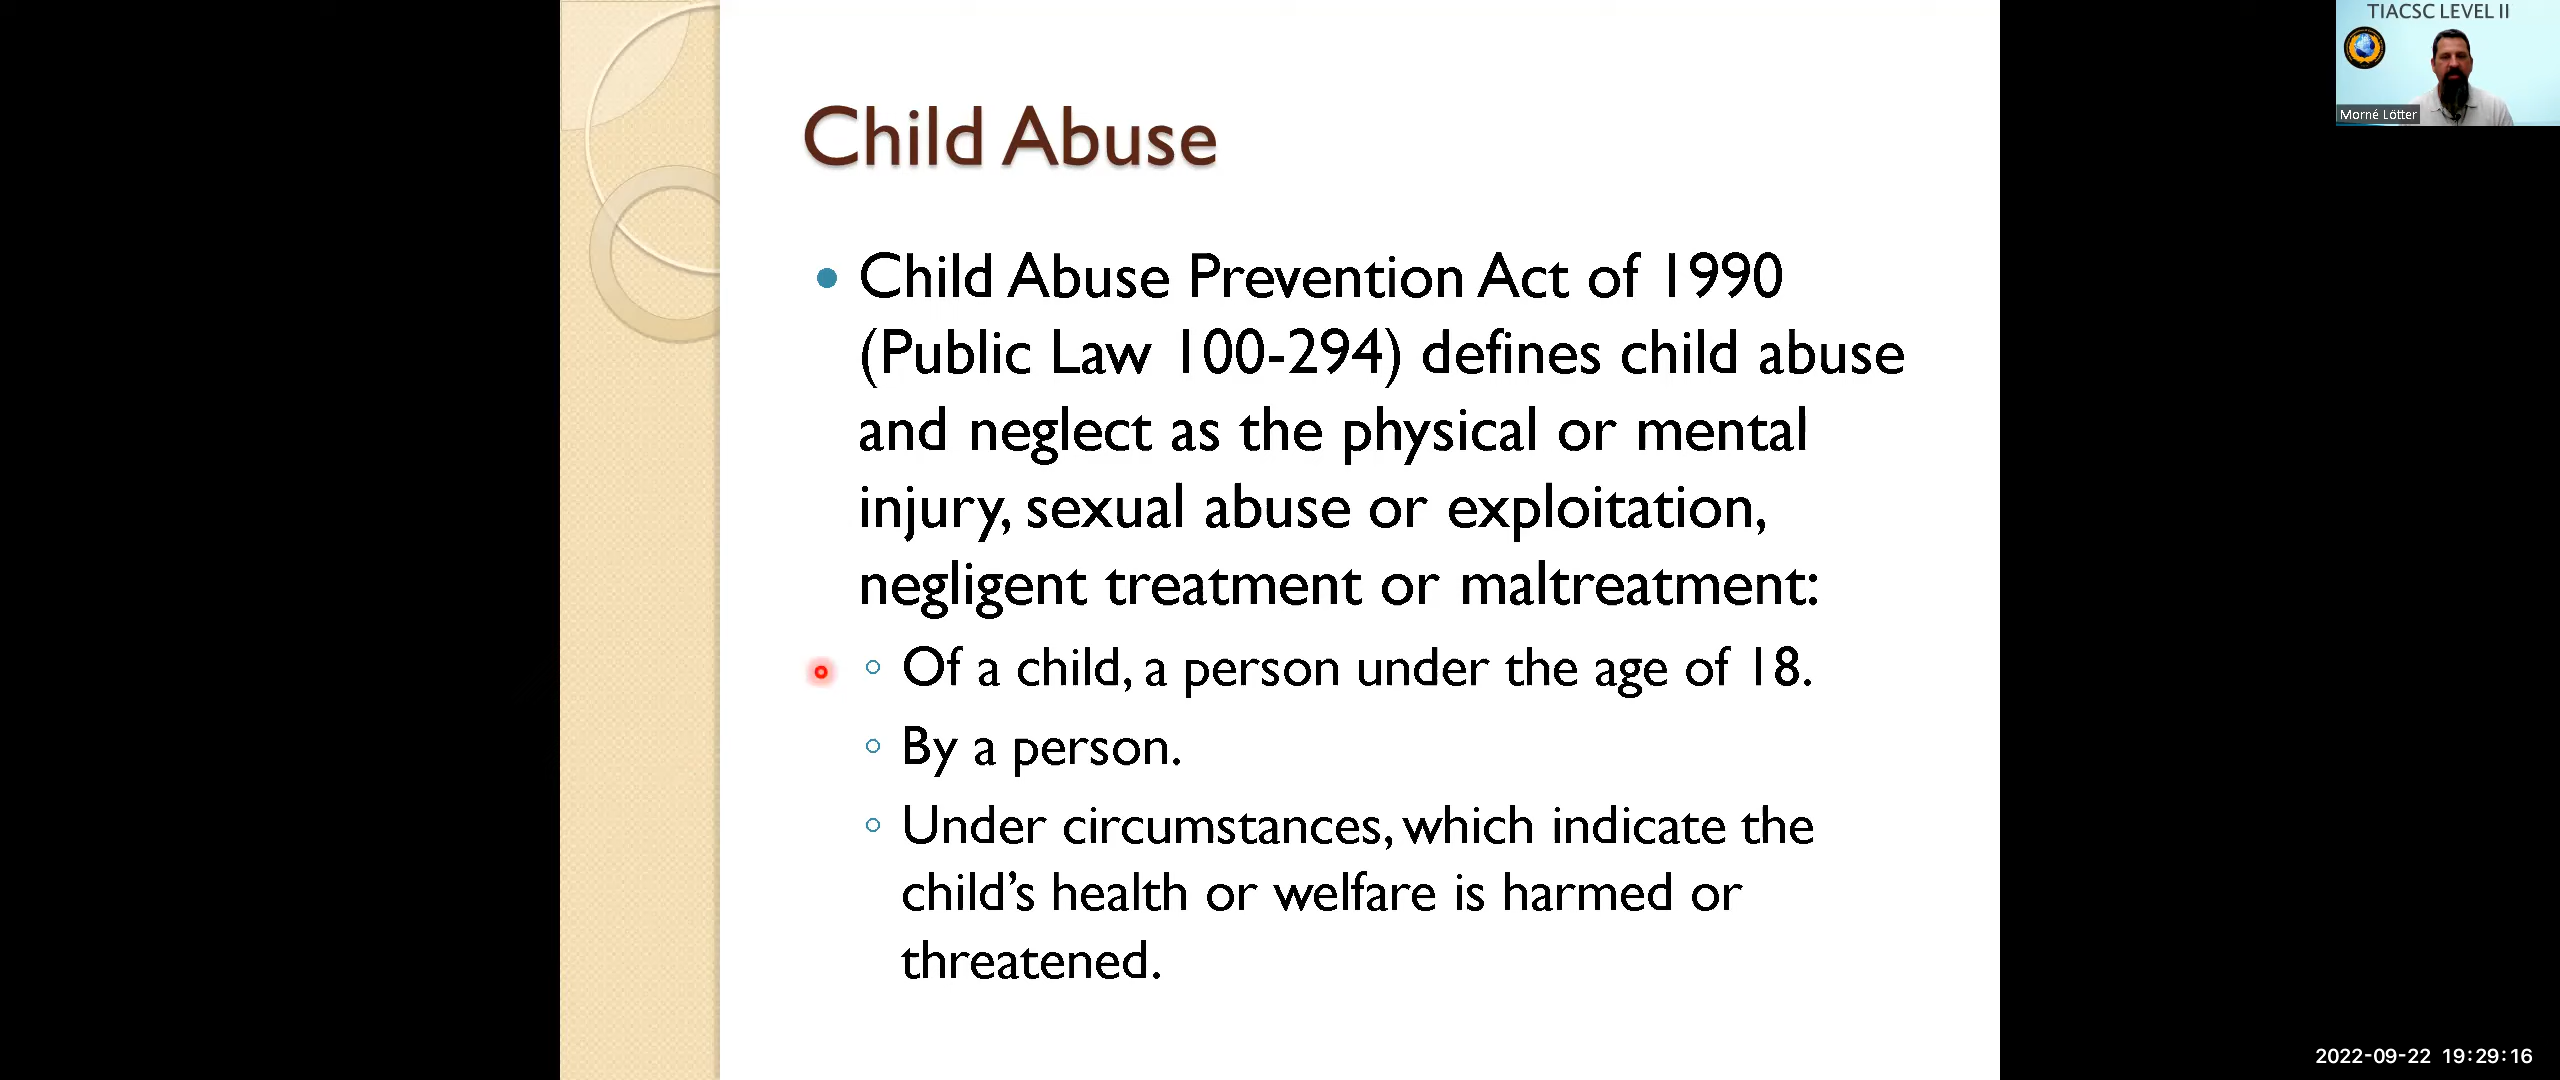 TIACSC LEVEL II
Morné Lötter
Child Abuse
• Child Abuse Prevention Act of 1990
(Public Law 100-294) defines child abuse
and neglect as the physical or mental
injury, sexual abuse or exploitation,
negligent treatment or maltreatment:
◦ Of a child, a person under the age of 18.
◦ By a person.
◦ Under circumstances, which indicate the
child’s health or welfare is harmed or
threatened.
2022-09-22 19:29:16